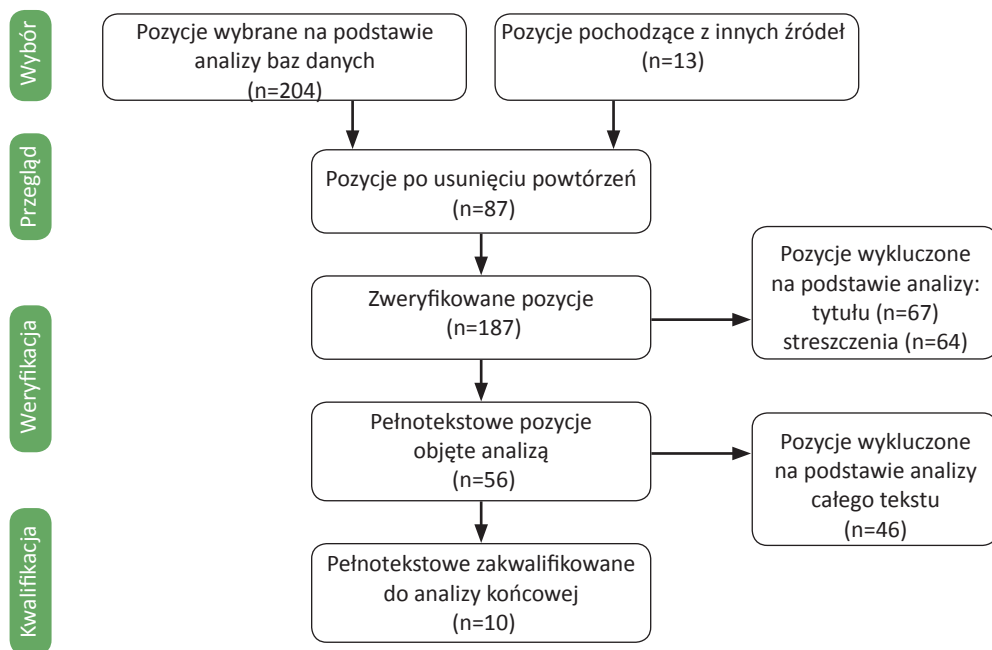 Wybór
Pozycje wybrane na podstawie
analizy baz danych
(n=204)
Pozycje pochodzące z innych źródeł
(n=13)
Przegląd
Pozycje po usunięciu powtórzeń
(n=87)
Weryfikacja
Zweryfikowane pozycje
(n=187)
Pozycje wykluczone
na podstawie analizy:
tytułu (n=67)
streszczenia (n=64)
Pełnotekstowe pozycje
objęte analizą
(n=56)
Pozycje wykluczone
na podstawie analizy
całego tekstu
(n=46)
Kwalifikacja
Pełnotekstowe zakwalifikowane
do analizy końcowej
(n=10)